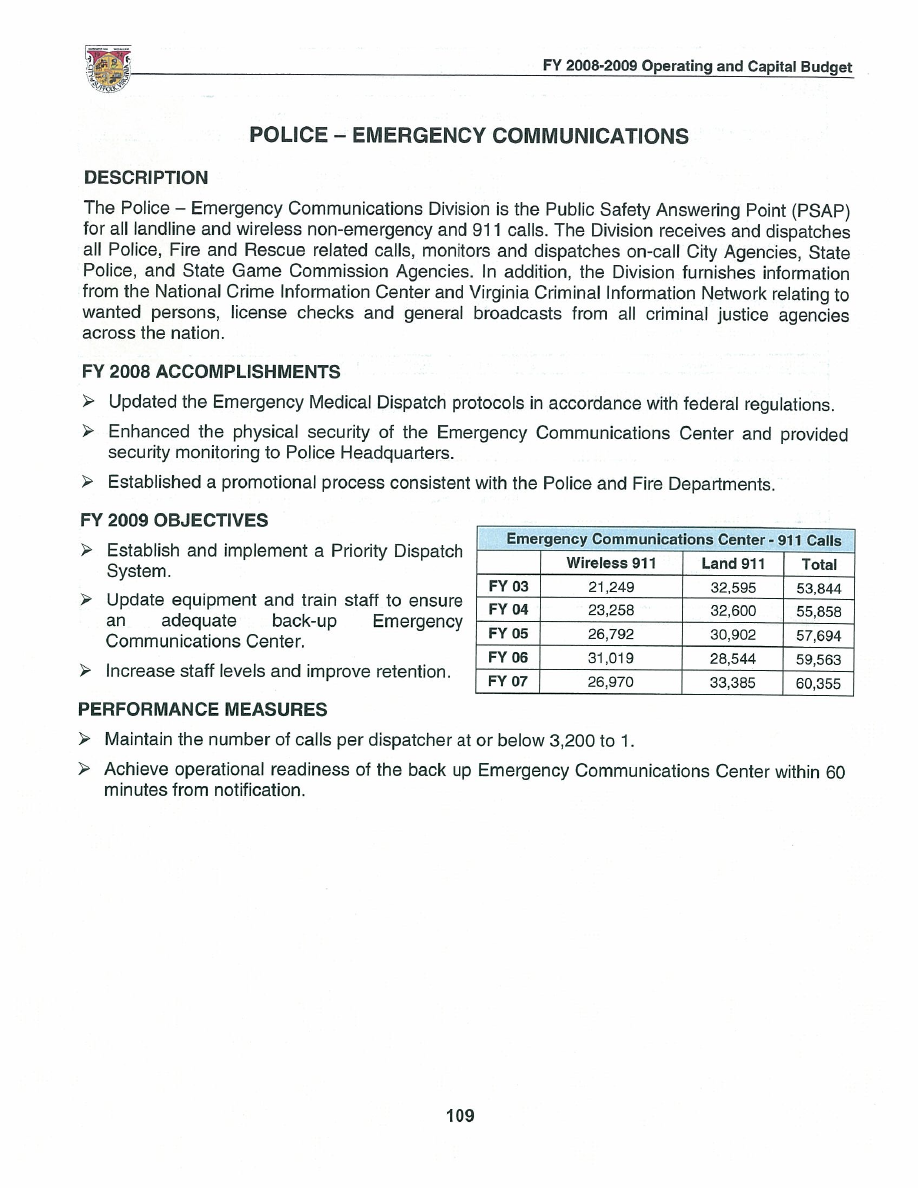 FY 2008-2009 Operating and Capital Budget
POLICE – EMERGENCY COMMUNICATIONS
DESCRIPTION
The Police – Emergency Communications Division is the Public Safety Answering Point (PSAP)
for all landline and wireless non-emergency and 911 calls. The Division receives and dispatches
all Police, Fire and Rescue related calls, monitors and dispatches on-call City Agencies, State
Police, and State Game Commission Agencies. In addition, the Division furnishes information
from the National Crime Information Center and Virginia Criminal Information Network relating to
wanted persons, license checks and general broadcasts from all criminal justice agencies
across the nation.
FY 2008 ACCOMPLISHMENTS
➢ Updated the Emergency Medical Dispatch protocols in accordance with federal regulations.
➢ Enhanced the physical security of the Emergency Communications Center and provided
security monitoring to Police Headquarters.
➢ Established a promotional process consistent with the Police and Fire Departments.
FY 2009 OBJECTIVES
➢ Establish and implement a Priority Dispatch
System.
➢ Update equipment and train staff to ensure
an adequate back-up Emergency
Communications Center.
➢ Increase staff levels and improve retention.
Emergency Communications Center - 911 Calls
Wireless 911 Land 911 Total
FY 03 21,249 32,595 53,844
FY 04 23,258 32,600 55,858
FY 05 26,792 30,902 57,694
FY 06 31,019 28,544 59,563
FY 07 26,970 33,385 60,355
PERFORMANCE MEASURES
➢ Maintain the number of calls per dispatcher at or below 3,200 to 1.
➢ Achieve operational readiness of the back up Emergency Communications Center within 60
minutes from notification.
109